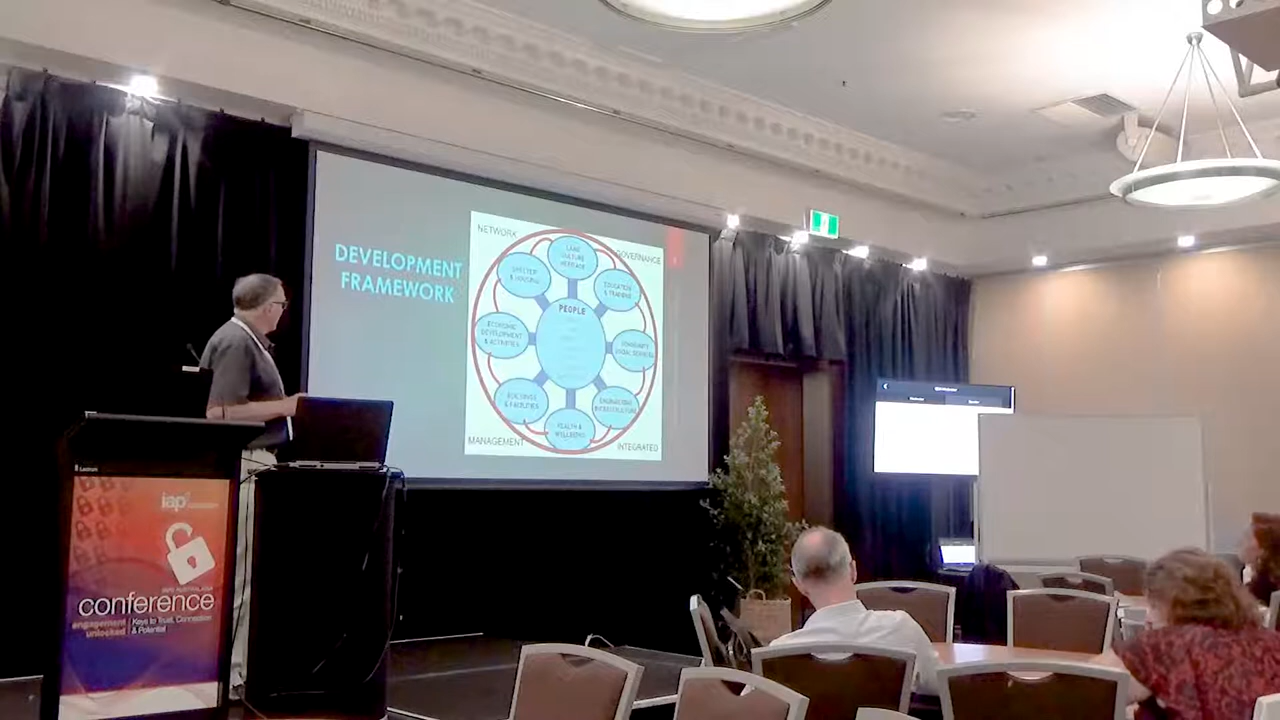 DEVELOPMENT
FRAMEWORK
NETWORK
GOVERNANCE
LAND
CULTURE
HERITAGE
SHELTER
& HOUSING
EDUCATION
& TRAINING
PEOPLE
ECONOMIC
DEVELOPMENT
& ACTIVITIES
COMMUNITY
SOCIAL SERVICES
BUILDINGS
& FACILITIES
ENGINEERING
INFRASTRUCTURE
HEALTH &
WELLBEING
MANAGEMENT
INTEGRATED
Lectrum
iap2
conference
engagement
unlocked
Keys to Trust, Connection
& Potential